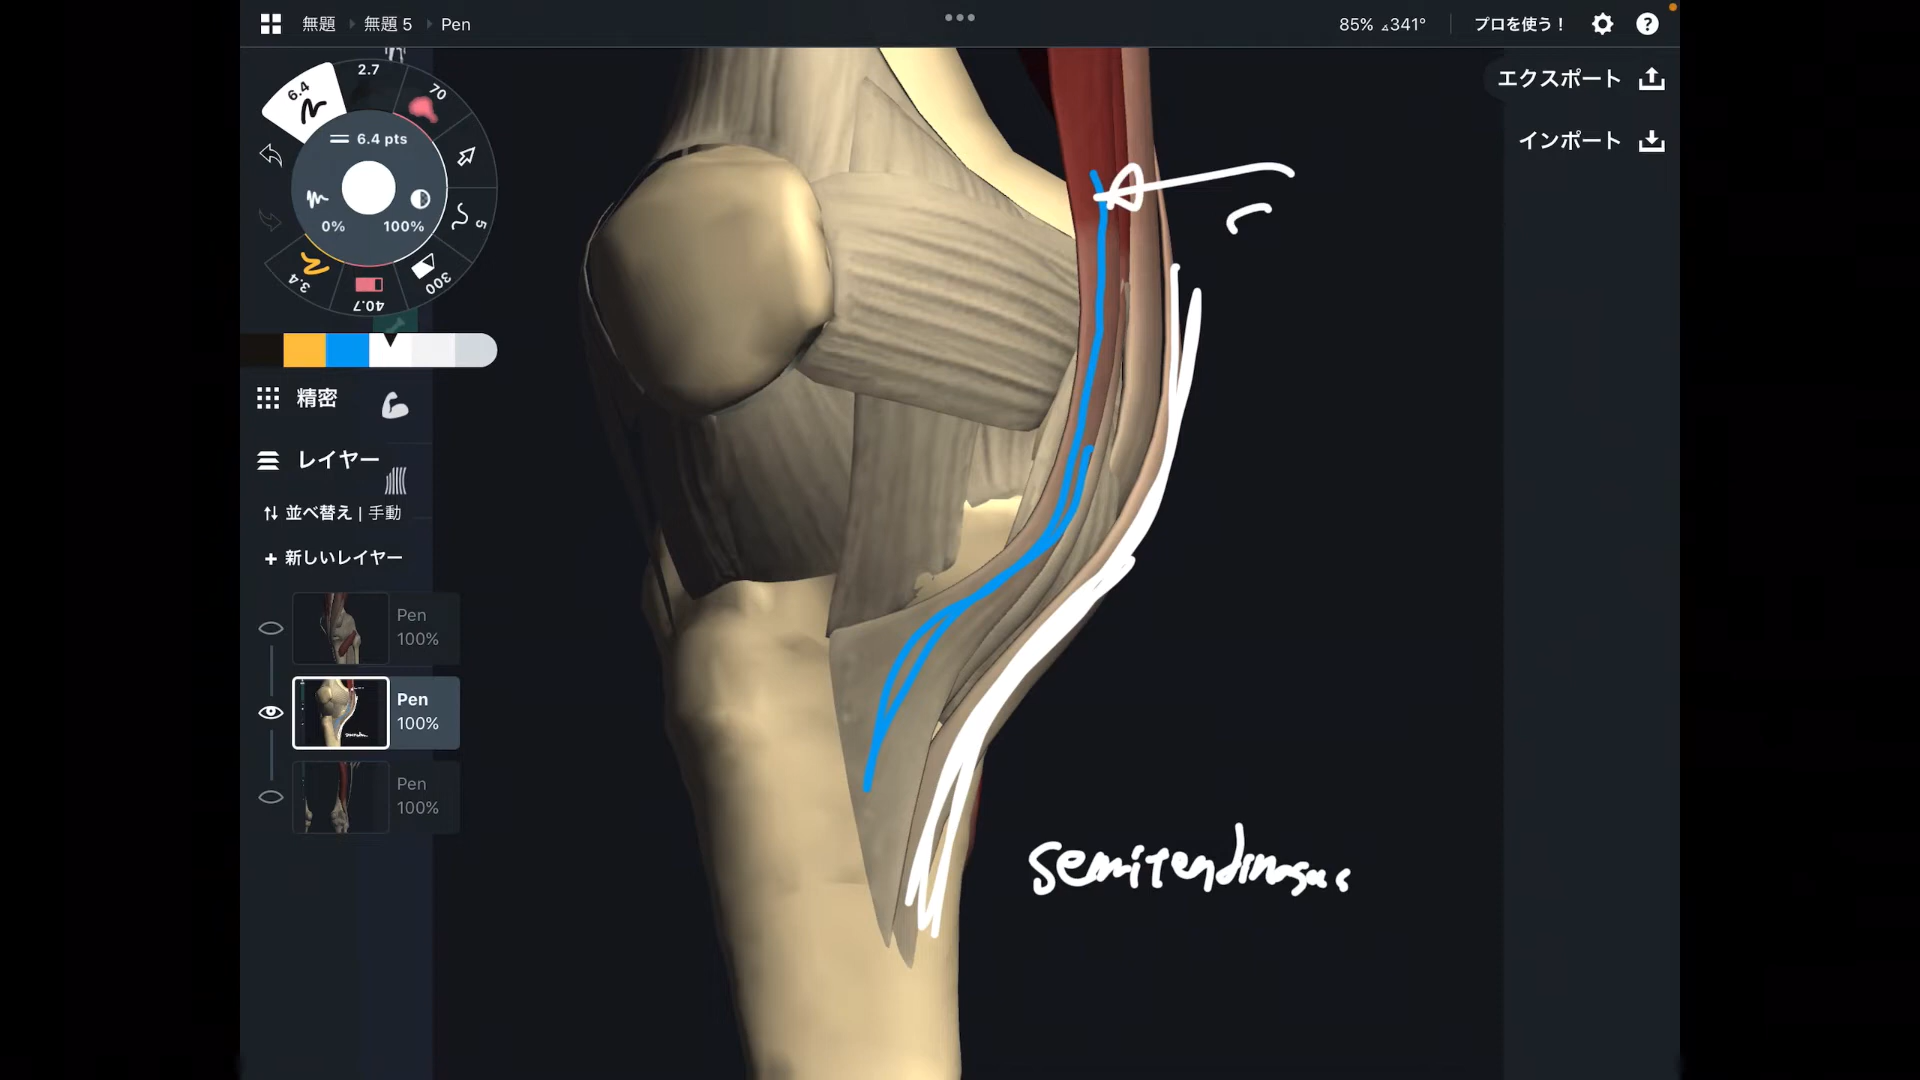 無題 無題 5 Pen
85% ⊿341° プロを使う！
エクスポート
インポート
2.7
6.4
70
6.4 pts
0% 100%
5
300
40.7
3.4
精密
レイヤー
並べ替え | 手動
+ 新しいレイヤー
Pen
100%
Pen
100%
Pen
100%
semitendinosus